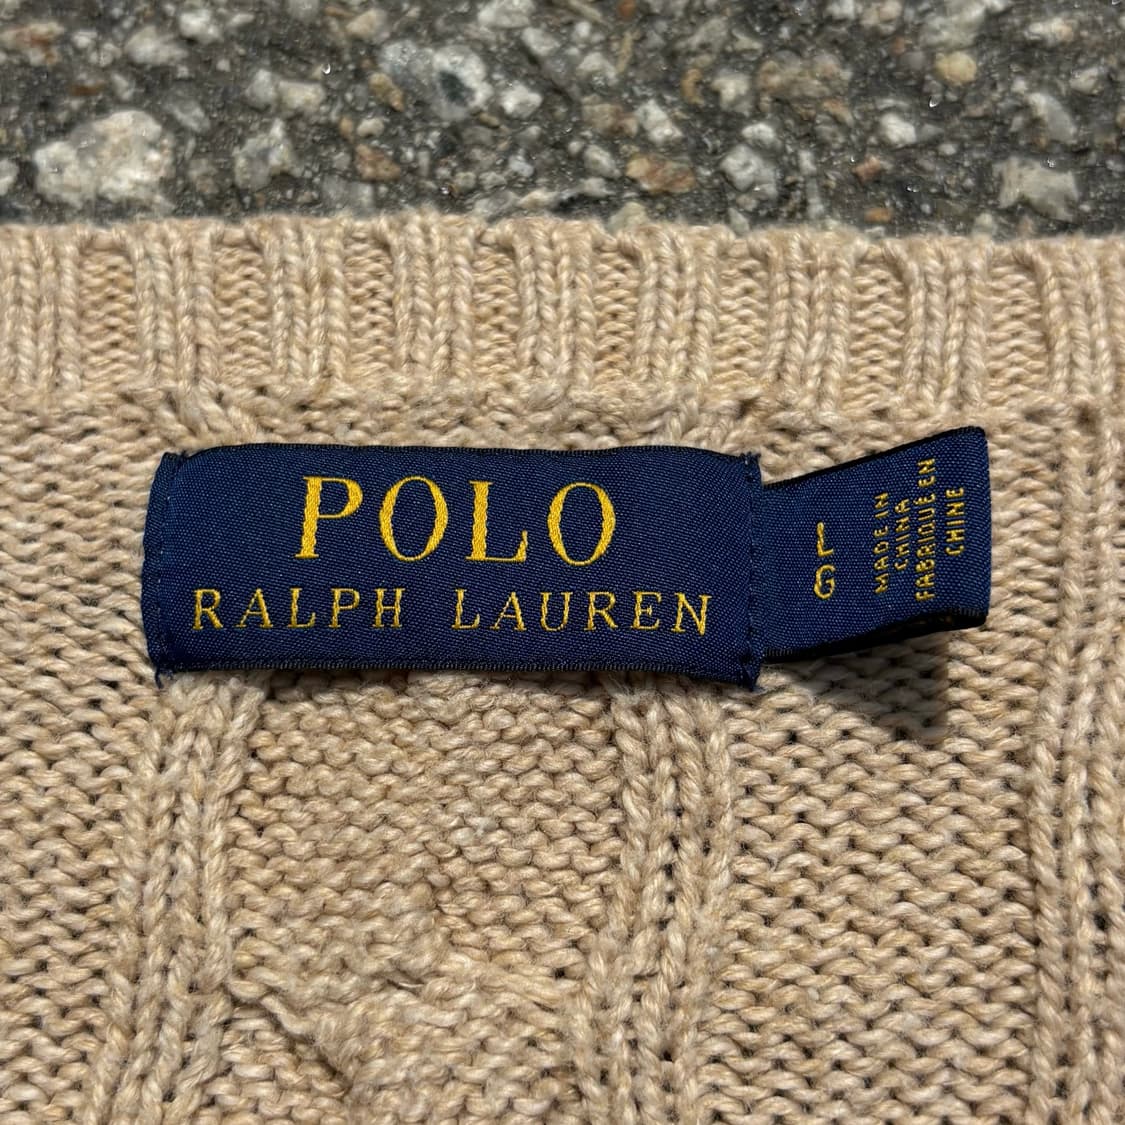 POLO
RALPH LAUREN
L
G
MADE IN
CHINA
FABRIQUÉ EN
CHINE